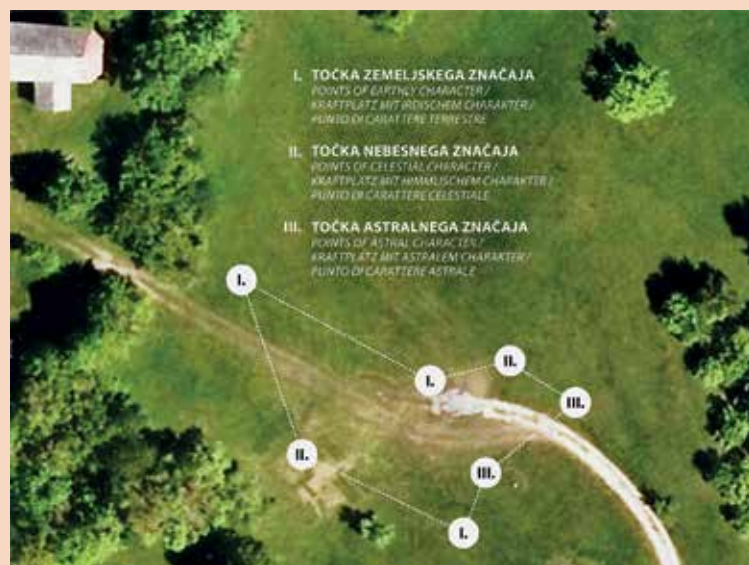 I. TOČKA ZEMELJSKEGA ZNAČAJA
POINTS OF EARTHLY CHARACTER /
KRAFTPLATZ MIT IRDISCHEM CHARAKTER /
PUNTO DI CARATTERE TERRESTRE
II. TOČKA NEBESNEGA ZNAČAJA
POINTS OF CELESTIAL CHARACTER /
KRAFTPLATZ MIT HIMMLISCHEM CHARAKTER /
PUNTO DI CARATTERE CELESTIALE
III. TOČKA ASTRALNEGA ZNAČAJA
POINTS OF ASTRAL CHARACTER /
KRAFTPLATZ MIT ASTRALEM CHARAKTER /
PUNTO DI CARATTERE ASTRALE
I.
I.
II.
III.
II.
III.
I.